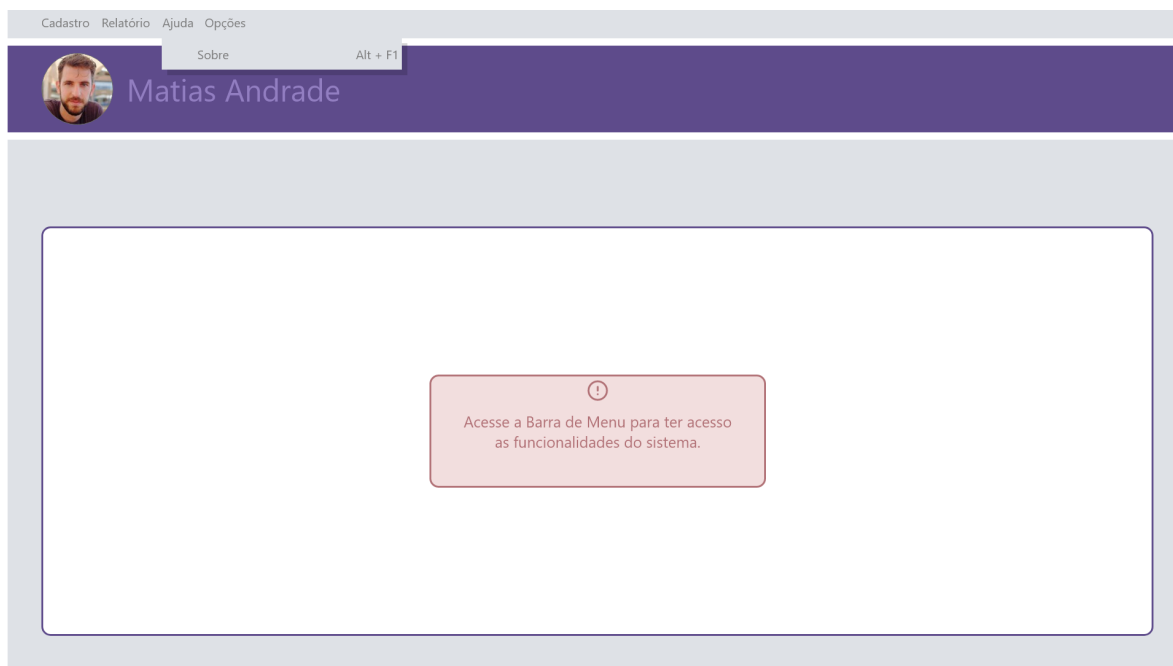 Cadastro Relatório Ajuda Opções
Sobre Alt + F1
Matias Andrade
Acesse a Barra de Menu para ter acesso
as funcionalidades do sistema.